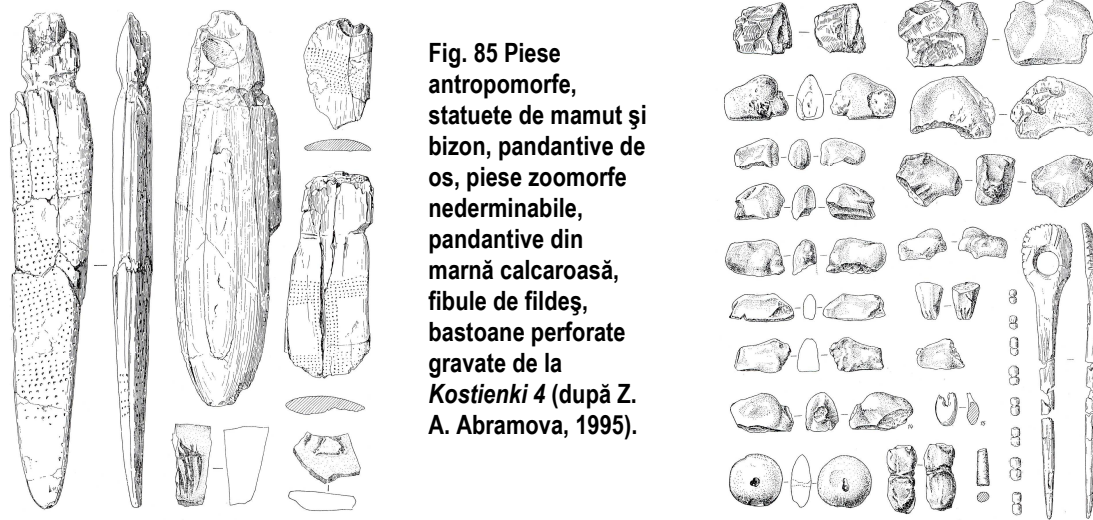 Fig. 85 Piese
antropomorfe,
statuete de mamut şi
bizon, pandantive de
os, piese zoomorfe
nederminabile,
pandantive din
marnă calcaroasă,
fibule de fildeş,
bastoane perforate
gravate de la
Kostienki 4 (după Z.
A. Abramova, 1995).